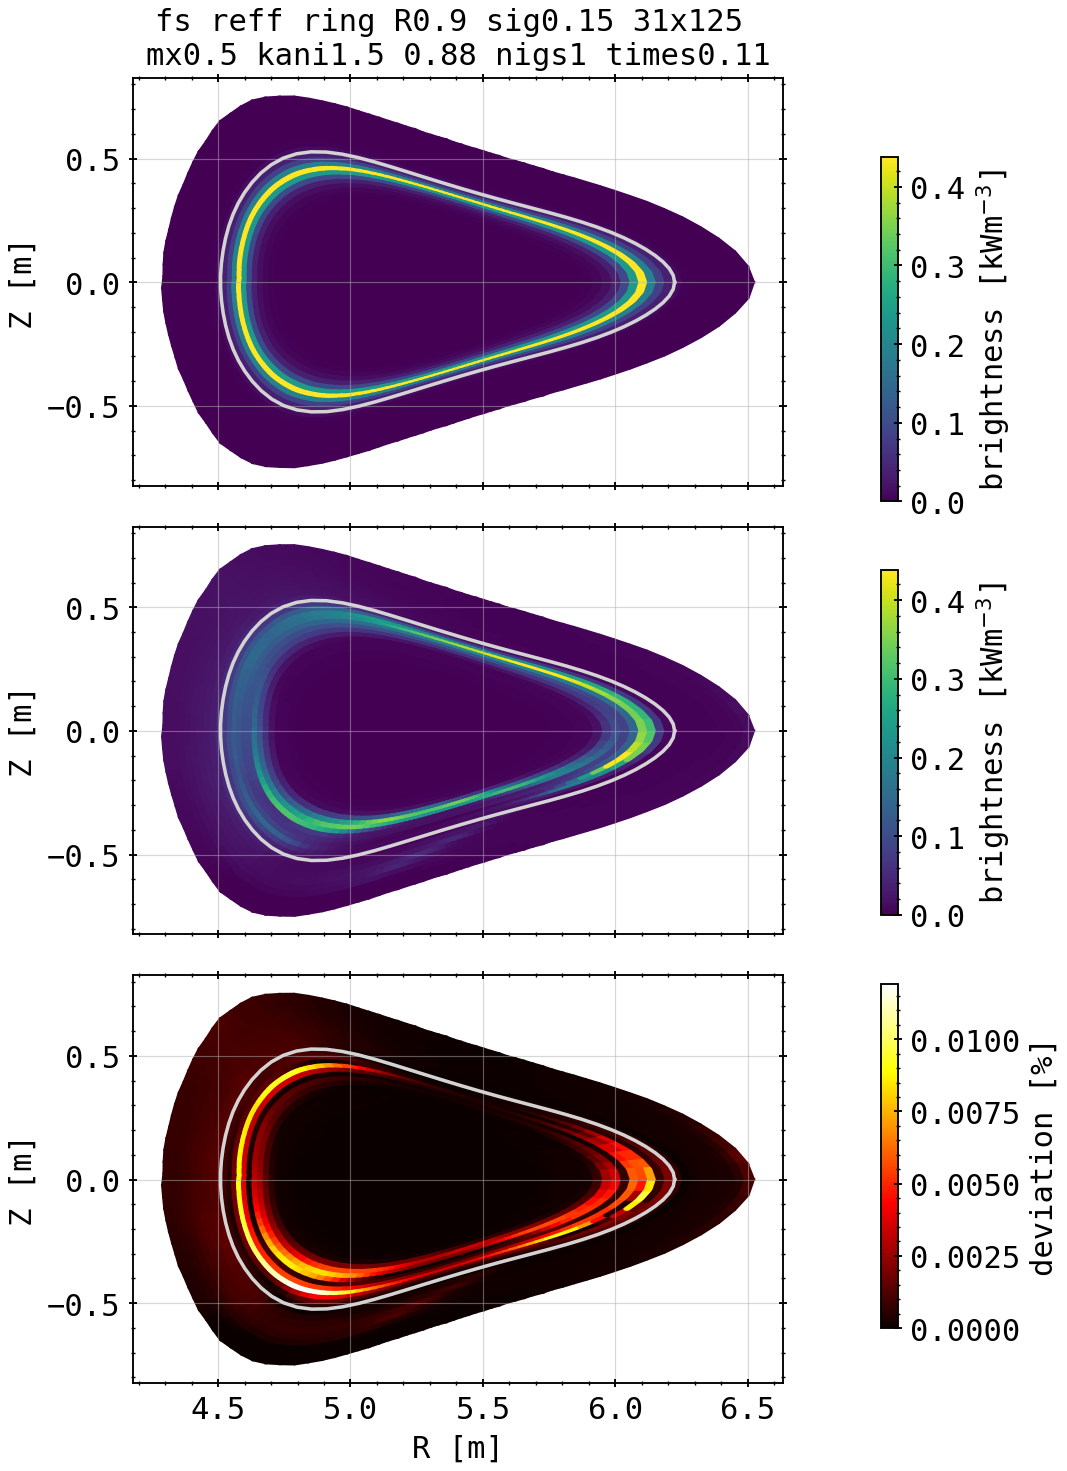 fs reff ring R0.9 sig0.15 31x125
mx0.5 kani1.5 0.88 nigs1 times0.11
0.5
0.0
−0.5
Z [m]
0.4
0.3
0.2
0.1
0.0
brightness [kWm⁻³]
0.5
0.0
−0.5
Z [m]
0.4
0.3
0.2
0.1
0.0
brightness [kWm⁻³]
0.5
0.0
−0.5
Z [m]
0.0100
0.0075
0.0050
0.0025
0.0000
deviation [%]
4.5 5.0 5.5 6.0 6.5
R [m]